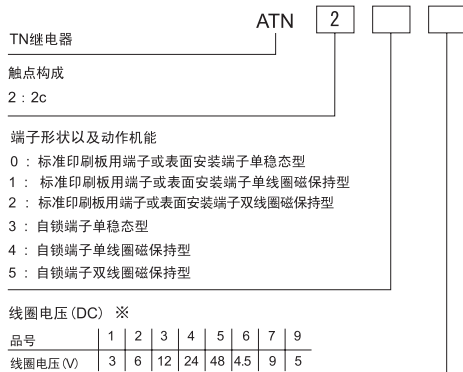 ATN 2
TN继电器
触点构成
2 : 2c
端子形状以及动作机能
0 : 标准印刷板用端子或表面安装端子单稳态型
1 : 标准印刷板用端子或表面安装端子单线圈磁保持型
2 : 标准印刷板用端子或表面安装端子双线圈磁保持型
3 : 自锁端子单稳态型
4 : 自锁端子单线圈磁保持型
5 : 自锁端子双线圈磁保持型
线圈电压(DC) ※
品号 1 2 3 4 5 6 7 9
线圈电压(V) 3 6 12 24 48 4.5 9 5